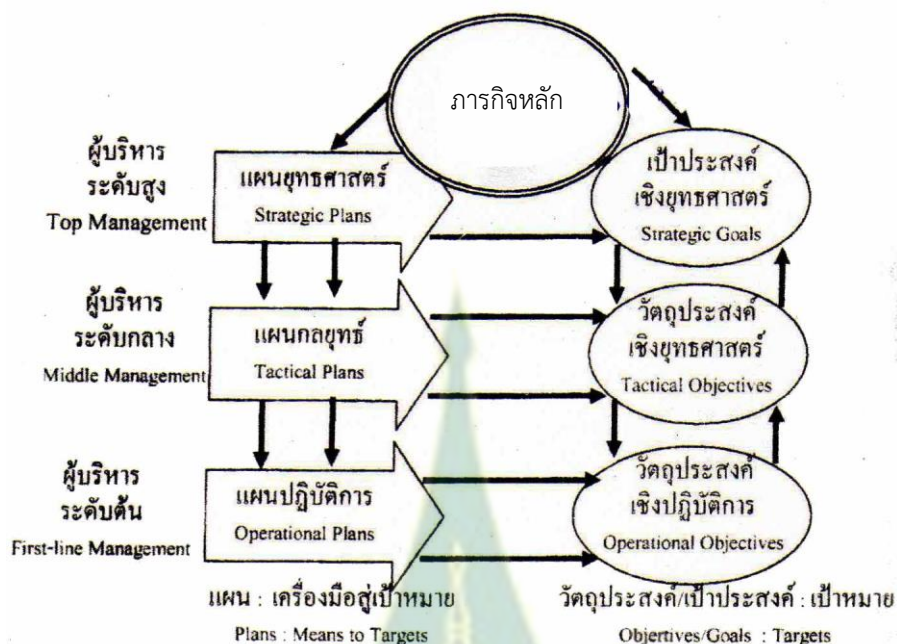 ภารกิจหลัก
ผู้บริหาร
ระดับสูง
Top Management
แผนยุทธศาสตร์
Strategic Plans
เป้าประสงค์
เชิงยุทธศาสตร์
Strategic Goals
ผู้บริหาร
ระดับกลาง
Middle Management
แผนกลยุทธ์
Tactical Plans
วัตถุประสงค์
เชิงยุทธศาสตร์
Tactical Objectives
ผู้บริหาร
ระดับต้น
First-line Management
แผนปฏิบัติการ
Operational Plans
วัตถุประสงค์
เชิงปฏิบัติการ
Operational Objectives
แผน : เครื่องมือสู่เป้าหมาย
Plans : Means to Targets
วัตถุประสงค์/เป้าประสงค์ : เป้าหมาย
Objertives/Goals : Targets